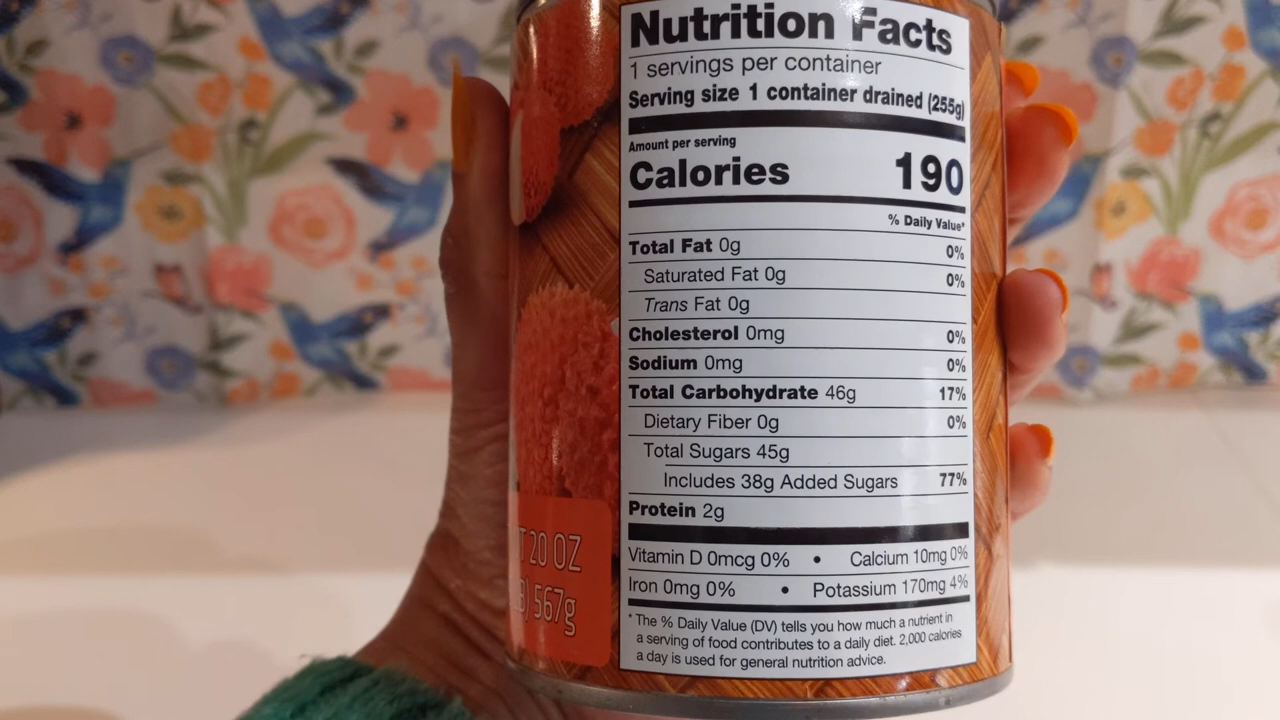 Nutrition Facts
1 servings per container
Serving size 1 container drained (255g)
Amount per serving
Calories 190
% Daily Value*
Total Fat 0g 0%
Saturated Fat 0g 0%
Trans Fat 0g
Cholesterol 0mg 0%
Sodium 0mg 0%
Total Carbohydrate 46g 17%
Dietary Fiber 0g 0%
Total Sugars 45g
Includes 38g Added Sugars 77%
Protein 2g
Vitamin D 0mcg 0% • Calcium 10mg 0%
Iron 0mg 0% • Potassium 170mg 4%
* The % Daily Value (DV) tells you how much a nutrient in
a serving of food contributes to a daily diet. 2,000 calories
a day is used for general nutrition advice.
T 20 OZ
B) 567g